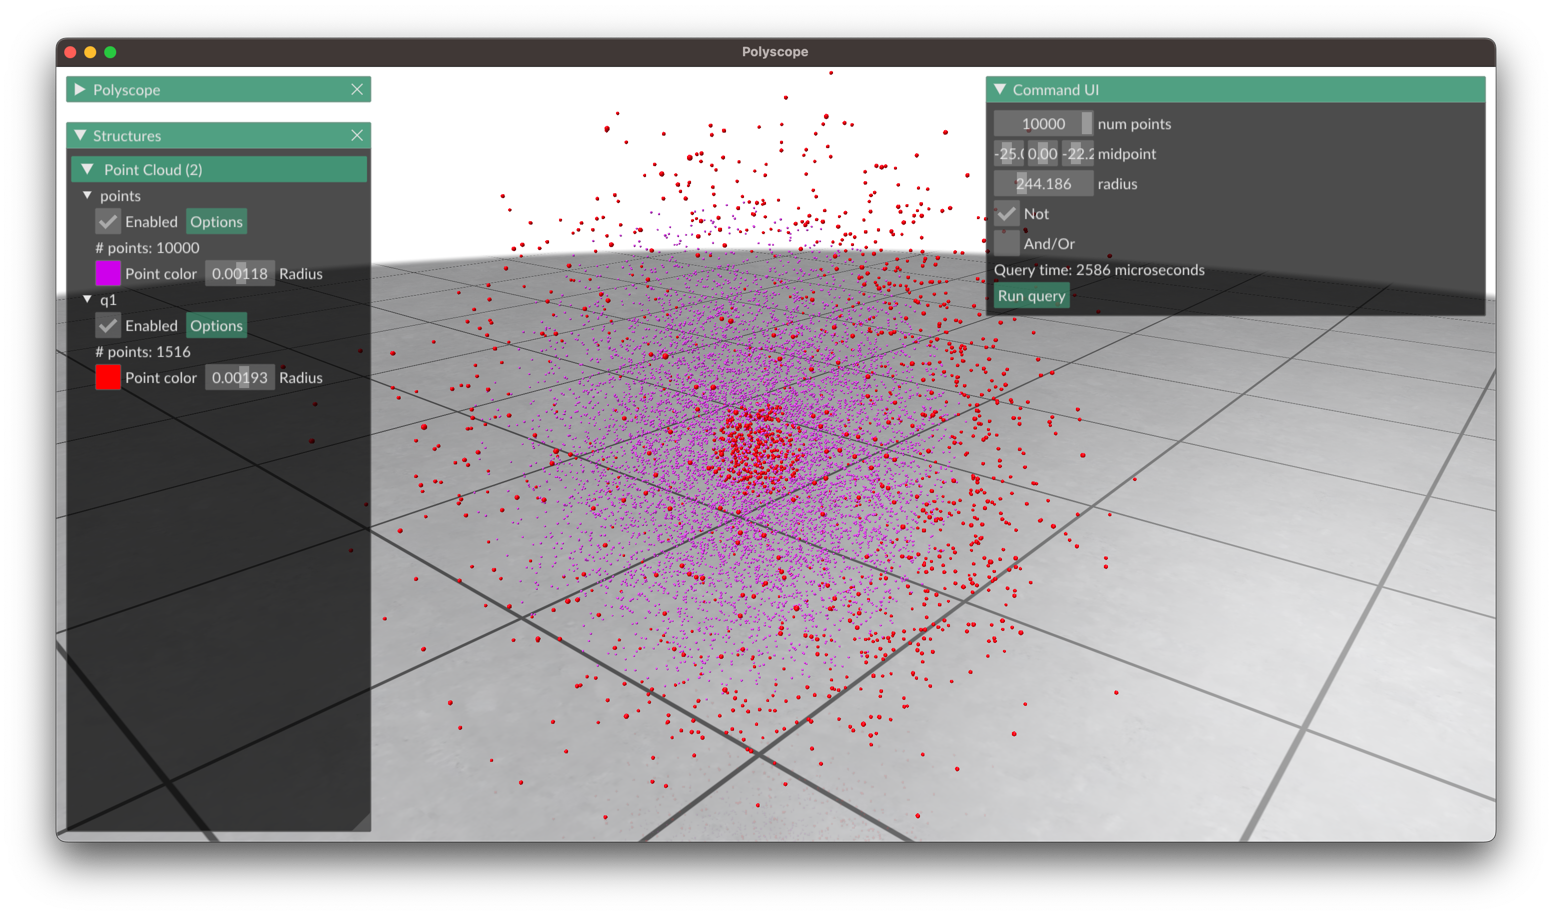 Polyscope
Polyscope
Structures
Point Cloud (2)
points
Enabled Options
# points: 10000
Point color 0.00118 Radius
q1
Enabled Options
# points: 1516
Point color 0.00193 Radius
Command UI
10000 num points
-25.( 0.00 -22.2 midpoint
244.186 radius
Not
And/Or
Query time: 2586 microseconds
Run query